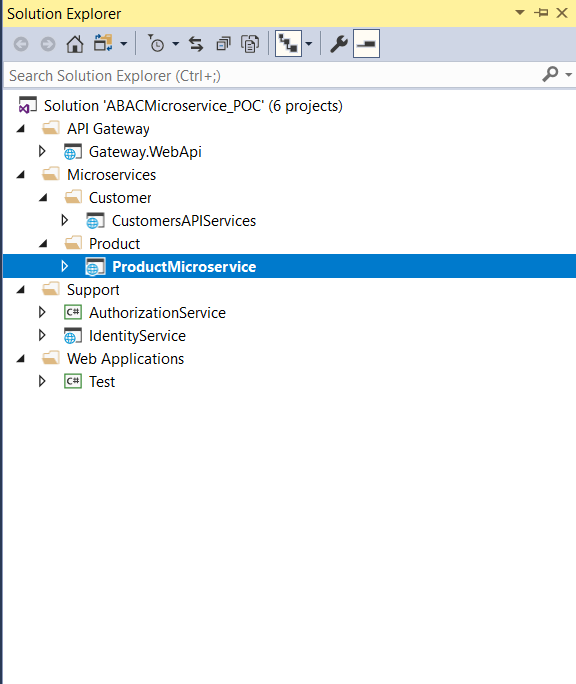 Solution Explorer
Search Solution Explorer (Ctrl+;)
Solution 'ABACMicroservice_POC' (6 projects)
API Gateway
Gateway.WebApi
Microservices
Customer
CustomersAPIServices
Product
ProductMicroservice
Support
C# AuthorizationService
IdentityService
Web Applications
C# Test